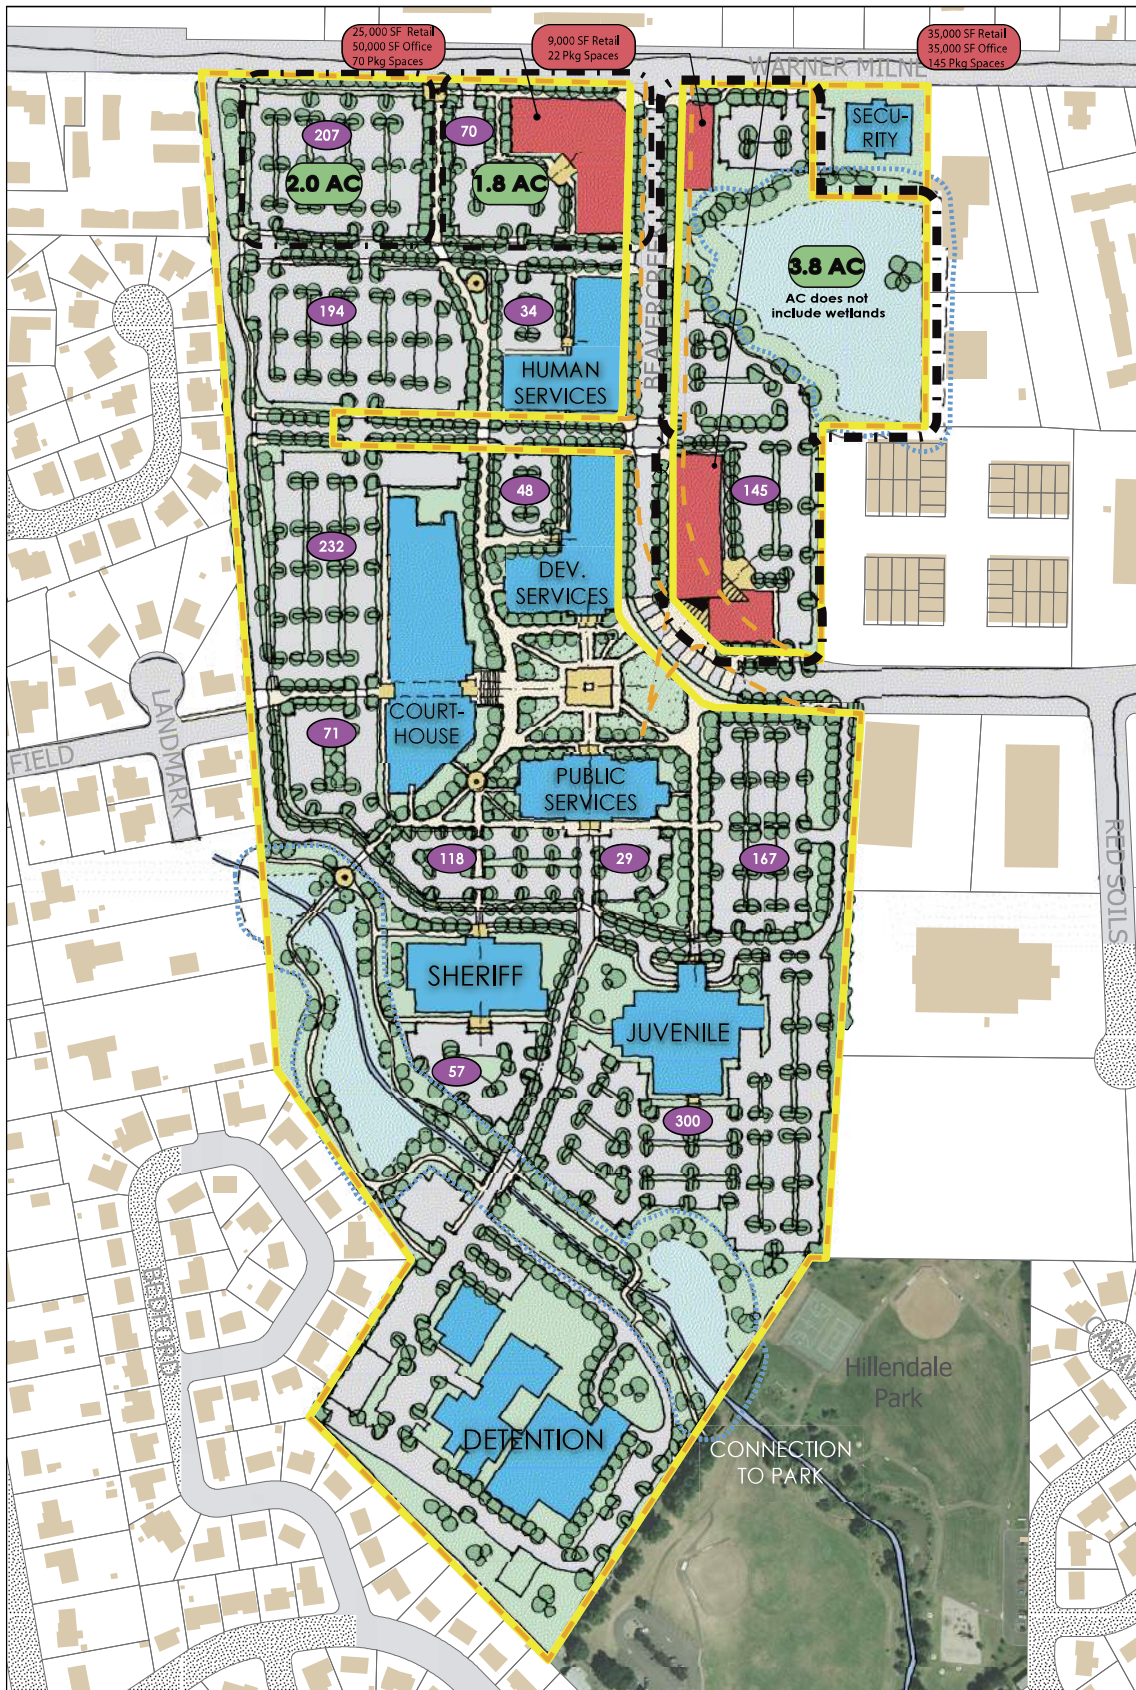 25,000 SF Retail
50,000 SF Office
70 Pkg Spaces
9,000 SF Retail
22 Pkg Spaces
35,000 SF Retail
35,000 SF Office
145 Pkg Spaces
WARNER MILNE
SECU-
RITY
207
70
2.0 AC
1.8 AC
BEAVERCREE
3.8 AC
AC does not
include wetlands
194
34
HUMAN
SERVICES
48
145
232
DEV.
SERVICES
LANDMARK
COURT-
HOUSE
71
FIELD
PUBLIC
SERVICES
RED SOILS
118
29
167
SHERIFF
JUVENILE
57
300
BEDFORD
Hillendale
Park
DETENTION
CONNECTION
TO PARK